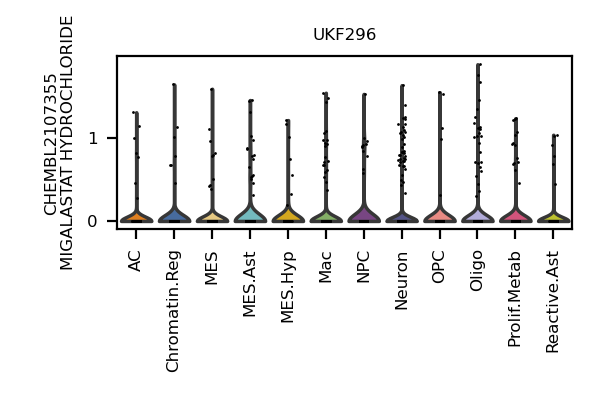 UKF296
CHEMBL2107355
MIGALASTAT HYDROCHLORIDE
1
0
AC
Chromatin.Reg
MES
MES.Ast
MES.Hyp
Mac
NPC
Neuron
OPC
Oligo
Prolif.Metab
Reactive.Ast